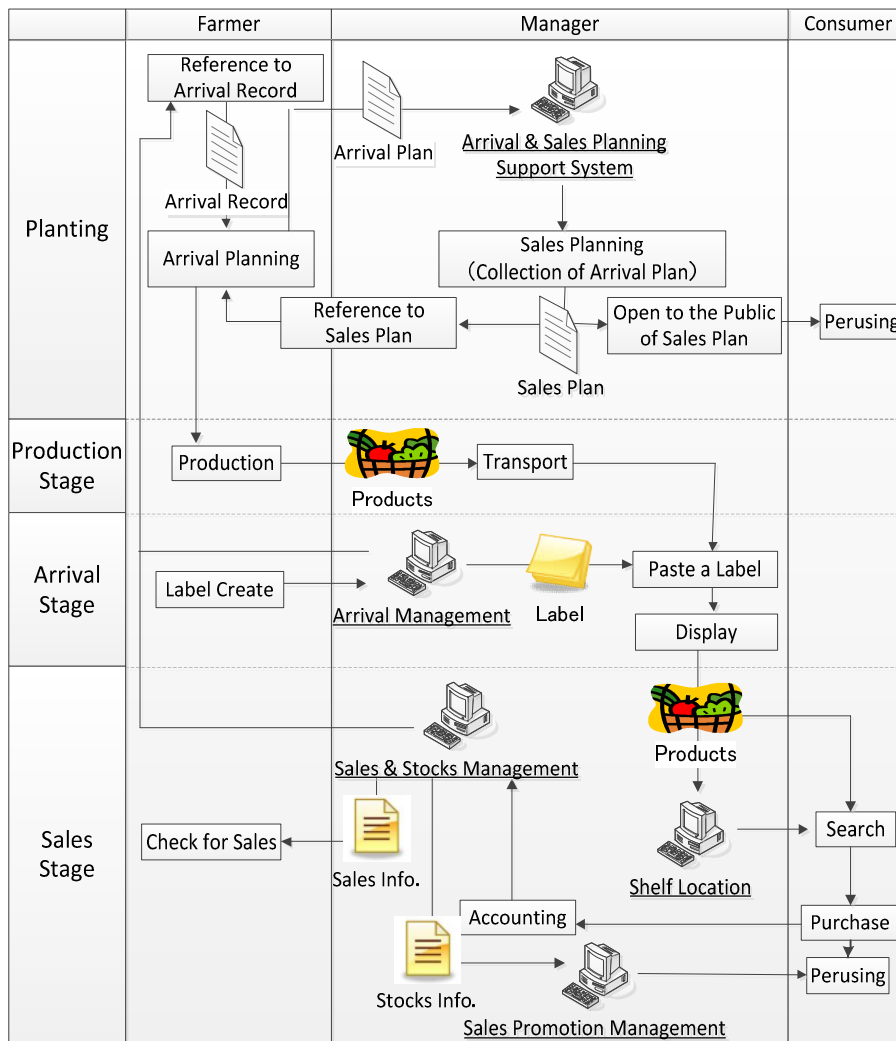 Farmer
Manager
Consumer
Planting
Reference to
Arrival Record
Arrival Record
Arrival Planning
Arrival Plan
Arrival & Sales Planning
Support System
Sales Planning
(Collection of Arrival Plan)
Reference to
Sales Plan
Sales Plan
Open to the Public
of Sales Plan
Perusing
Production
Stage
Production
Products
Transport
Arrival
Stage
Label Create
Arrival Management
Label
Paste a Label
Display
Sales
Stage
Sales & Stocks Management
Products
Check for Sales
Sales Info.
Shelf Location
Search
Accounting
Purchase
Stocks Info.
Sales Promotion Management
Perusing